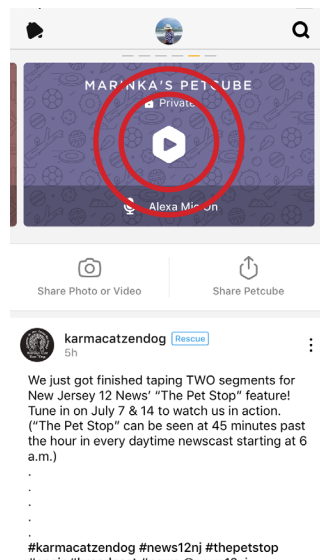 MARINKA'S PETCUBE
Private
Alexa Mic On
Share Photo or Video
Share Petcube
karmacatzendog Rescue
5h
We just got finished taping TWO segments for
New Jersey 12 News' "The Pet Stop" feature!
Tune in on July 7 & 14 to watch us in action.
("The Pet Stop" can be seen at 45 minutes past
the hour in every daytime newscast starting at 6
a.m.)
.
.
.
.
.
#karmacatzendog #news12nj #thepetstop